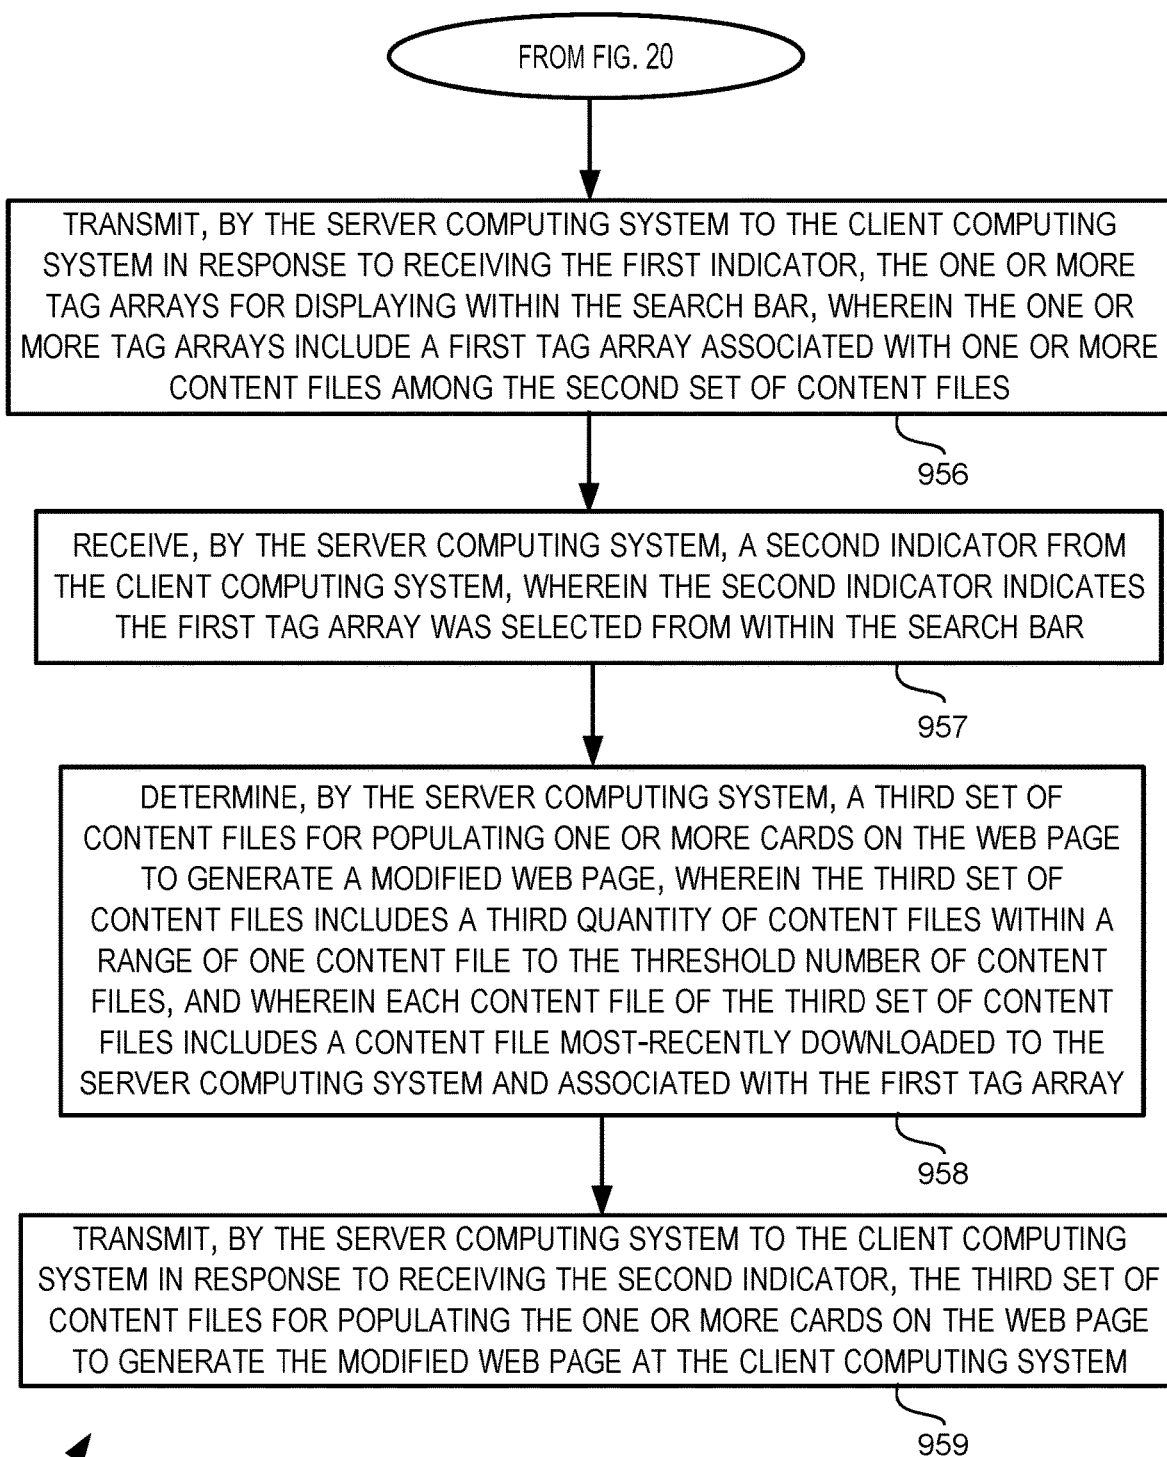 FROM FIG. 20
TRANSMIT, BY THE SERVER COMPUTING SYSTEM TO THE CLIENT COMPUTING
SYSTEM IN RESPONSE TO RECEIVING THE FIRST INDICATOR, THE ONE OR MORE
TAG ARRAYS FOR DISPLAYING WITHIN THE SEARCH BAR, WHEREIN THE ONE OR
MORE TAG ARRAYS INCLUDE A FIRST TAG ARRAY ASSOCIATED WITH ONE OR MORE
CONTENT FILES AMONG THE SECOND SET OF CONTENT FILES
956
RECEIVE, BY THE SERVER COMPUTING SYSTEM, A SECOND INDICATOR FROM
THE CLIENT COMPUTING SYSTEM, WHEREIN THE SECOND INDICATOR INDICATES
THE FIRST TAG ARRAY WAS SELECTED FROM WITHIN THE SEARCH BAR
957
DETERMINE, BY THE SERVER COMPUTING SYSTEM, A THIRD SET OF
CONTENT FILES FOR POPULATING ONE OR MORE CARDS ON THE WEB PAGE
TO GENERATE A MODIFIED WEB PAGE, WHEREIN THE THIRD SET OF
CONTENT FILES INCLUDES A THIRD QUANTITY OF CONTENT FILES WITHIN A
RANGE OF ONE CONTENT FILE TO THE THRESHOLD NUMBER OF CONTENT
FILES, AND WHEREIN EACH CONTENT FILE OF THE THIRD SET OF CONTENT
FILES INCLUDES A CONTENT FILE MOST-RECENTLY DOWNLOADED TO THE
SERVER COMPUTING SYSTEM AND ASSOCIATED WITH THE FIRST TAG ARRAY
958
TRANSMIT, BY THE SERVER COMPUTING SYSTEM TO THE CLIENT COMPUTING
SYSTEM IN RESPONSE TO RECEIVING THE SECOND INDICATOR, THE THIRD SET OF
CONTENT FILES FOR POPULATING THE ONE OR MORE CARDS ON THE WEB PAGE
TO GENERATE THE MODIFIED WEB PAGE AT THE CLIENT COMPUTING SYSTEM
959